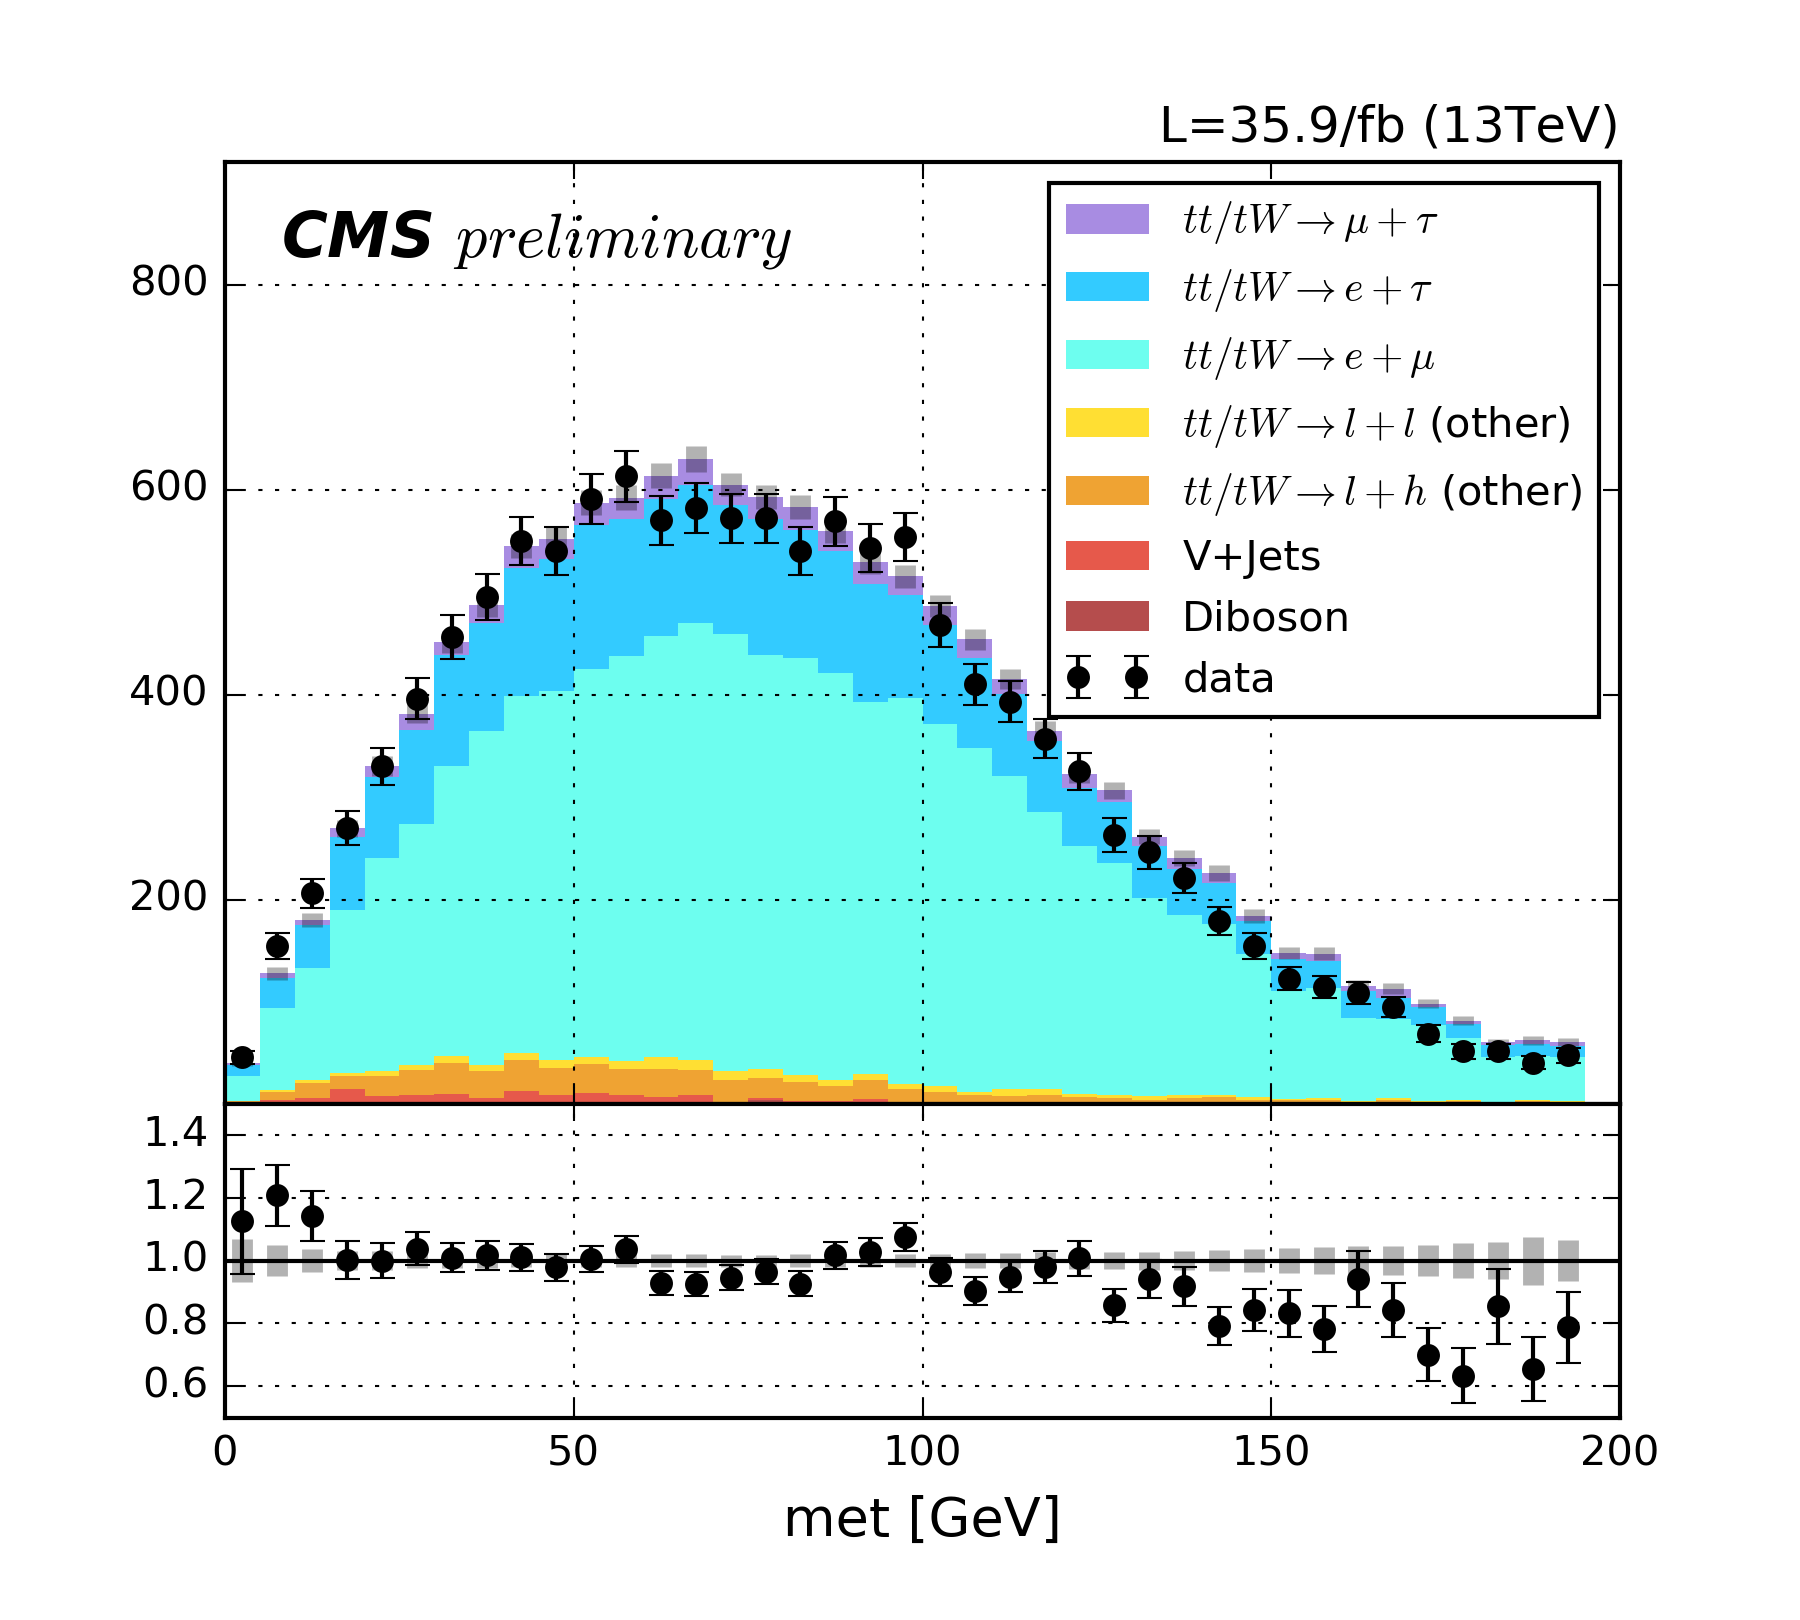 L=35.9/fb (13TeV)
CMS preliminary
tt/tW → μ + τ
tt/tW → e + τ
tt/tW → e + μ
tt/tW → l + l (other)
tt/tW → l + h (other)
V+Jets
Diboson
data
800
600
400
200
1.4
1.2
1.0
0.8
0.6
0 50 100 150 200
met [GeV]